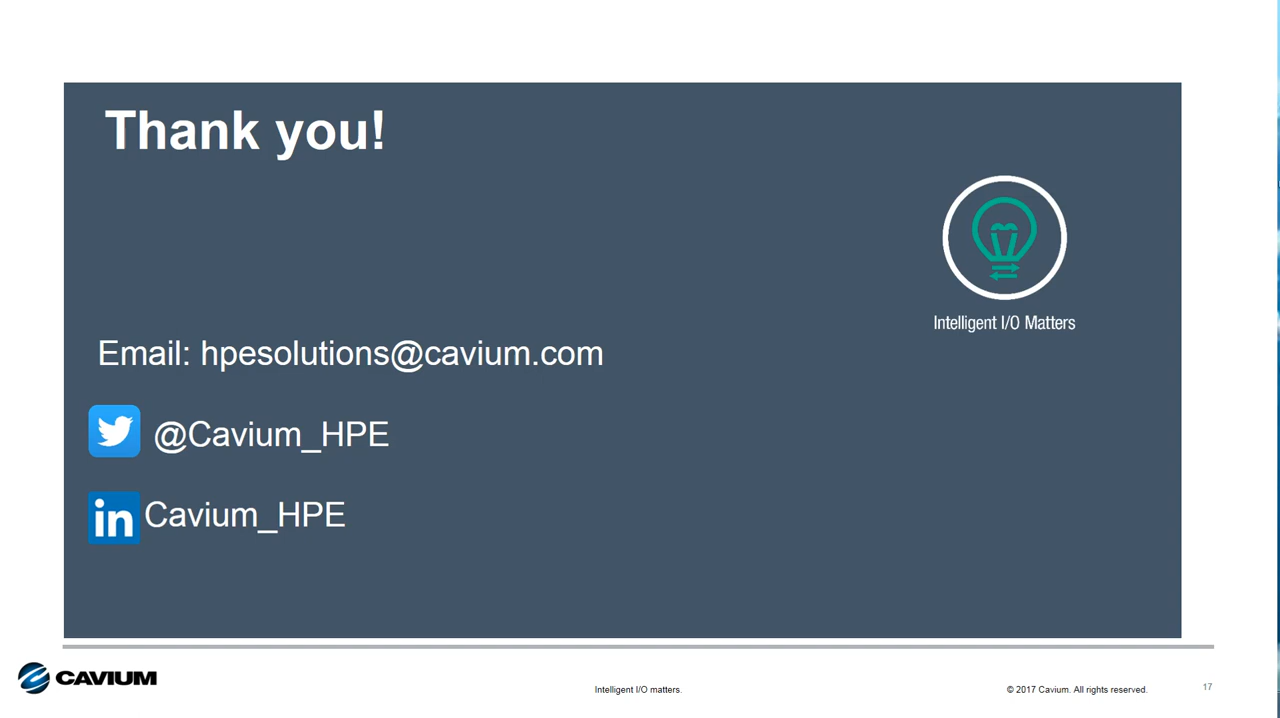 Thank you!
Intelligent I/O Matters
Email: hpesolutions@cavium.com
@Cavium_HPE
in Cavium_HPE
CAVIUM
Intelligent I/O matters.
© 2017 Cavium. All rights reserved.
17